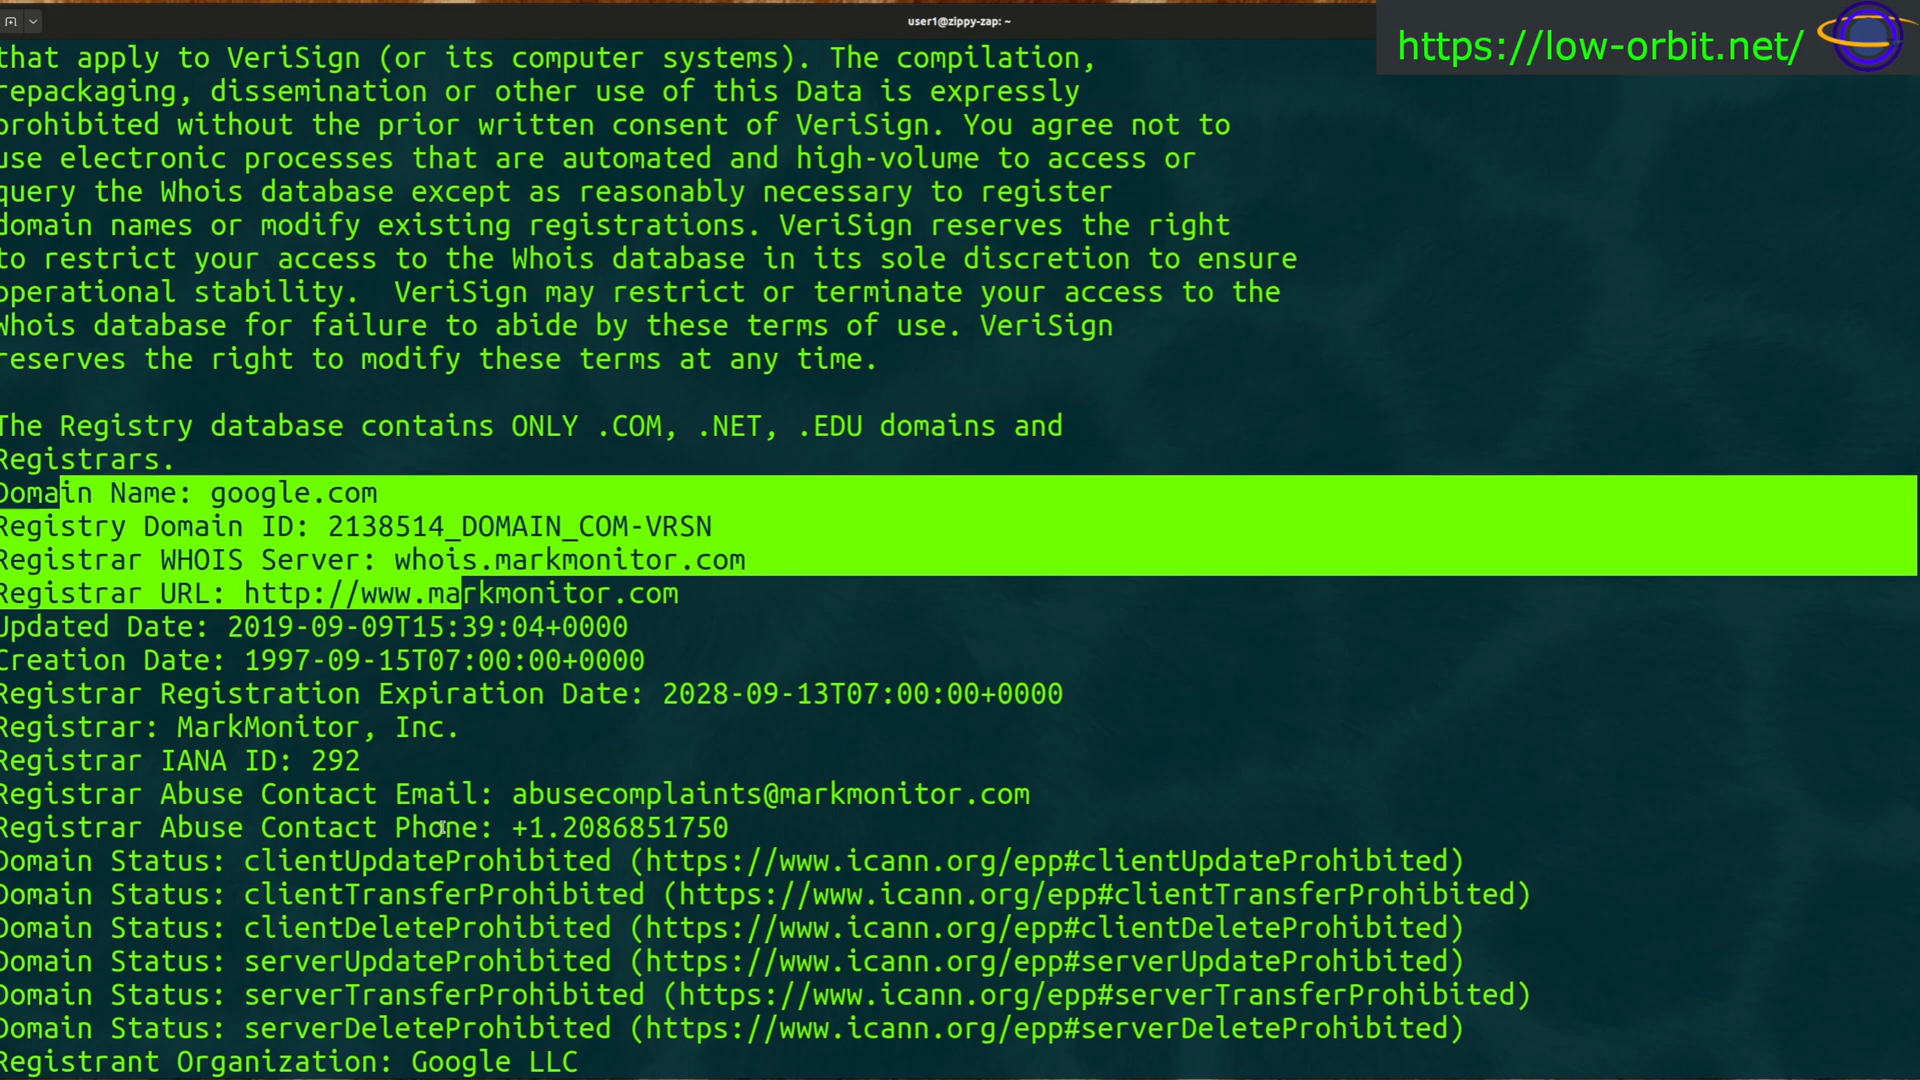 user1@zippy-zap: ~
https://low-orbit.net/
that apply to VeriSign (or its computer systems). The compilation,
repackaging, dissemination or other use of this Data is expressly
prohibited without the prior written consent of VeriSign. You agree not to
use electronic processes that are automated and high-volume to access or
query the Whois database except as reasonably necessary to register
domain names or modify existing registrations. VeriSign reserves the right
to restrict your access to the Whois database in its sole discretion to ensure
operational stability.  VeriSign may restrict or terminate your access to the
Whois database for failure to abide by these terms of use. VeriSign
reserves the right to modify these terms at any time.
The Registry database contains ONLY .COM, .NET, .EDU domains and
Registrars.
Domain Name: google.com
Registry Domain ID: 2138514_DOMAIN_COM-VRSN
Registrar WHOIS Server: whois.markmonitor.com
Registrar URL: http://www.markmonitor.com
Updated Date: 2019-09-09T15:39:04+0000
Creation Date: 1997-09-15T07:00:00+0000
Registrar Registration Expiration Date: 2028-09-13T07:00:00+0000
Registrar: MarkMonitor, Inc.
Registrar IANA ID: 292
Registrar Abuse Contact Email: abusecomplaints@markmonitor.com
Registrar Abuse Contact Phone: +1.2086851750
Domain Status: clientUpdateProhibited (https://www.icann.org/epp#clientUpdateProhibited)
Domain Status: clientTransferProhibited (https://www.icann.org/epp#clientTransferProhibited)
Domain Status: clientDeleteProhibited (https://www.icann.org/epp#clientDeleteProhibited)
Domain Status: serverUpdateProhibited (https://www.icann.org/epp#serverUpdateProhibited)
Domain Status: serverTransferProhibited (https://www.icann.org/epp#serverTransferProhibited)
Domain Status: serverDeleteProhibited (https://www.icann.org/epp#serverDeleteProhibited)
Registrant Organization: Google LLC